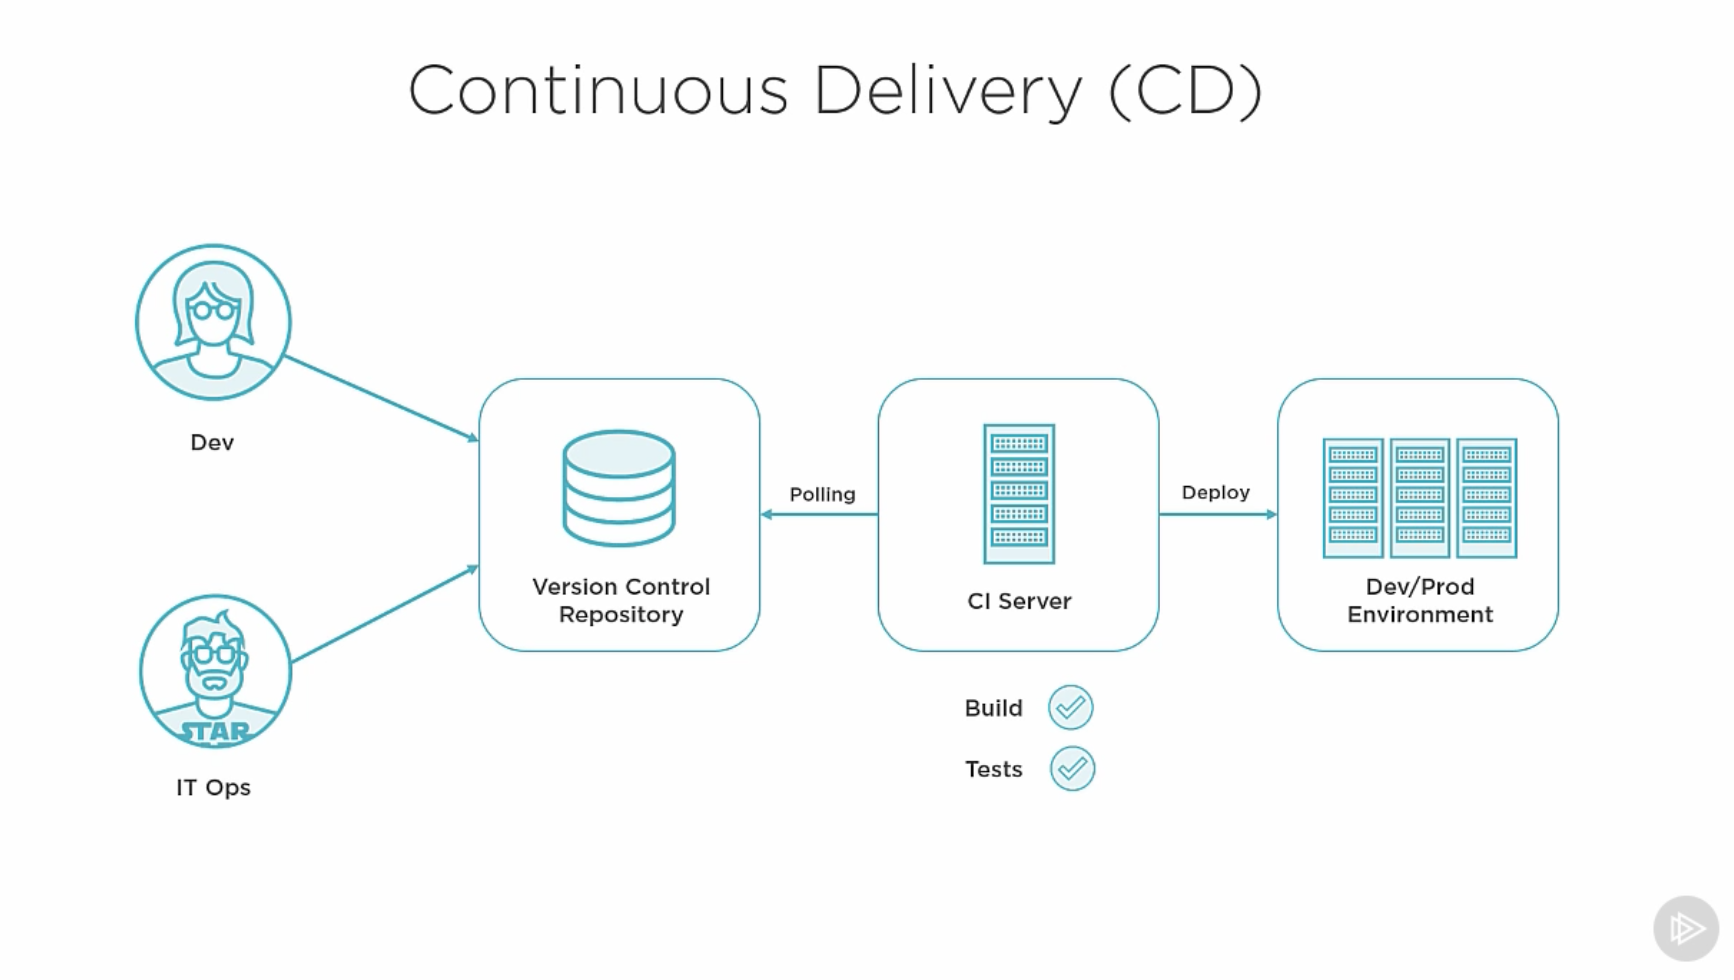 Continuous Delivery (CD)
Dev
Polling
Deploy
Version Control
Repository
CI Server
Dev/Prod
Environment
Build
Tests
STAR
IT Ops